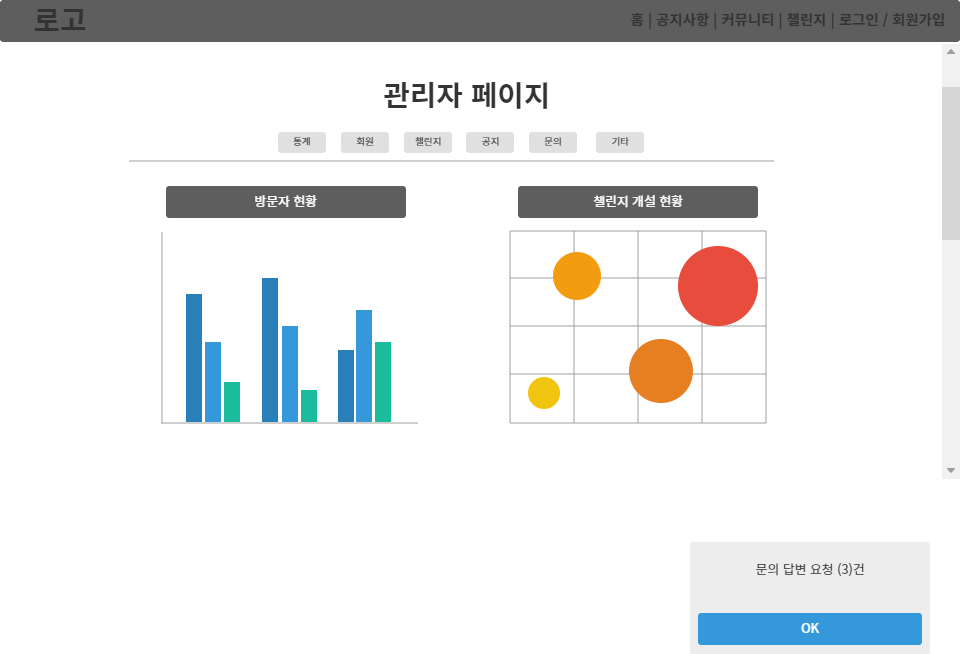 로고
홈 | 공지사항 | 커뮤니티 | 챌린지 | 로그인 / 회원가입
관리자 페이지
통계
회원
챌린지
공지
문의
기타
방문자 현황
챌린지 개설 현황
문의 답변 요청 (3)건
OK